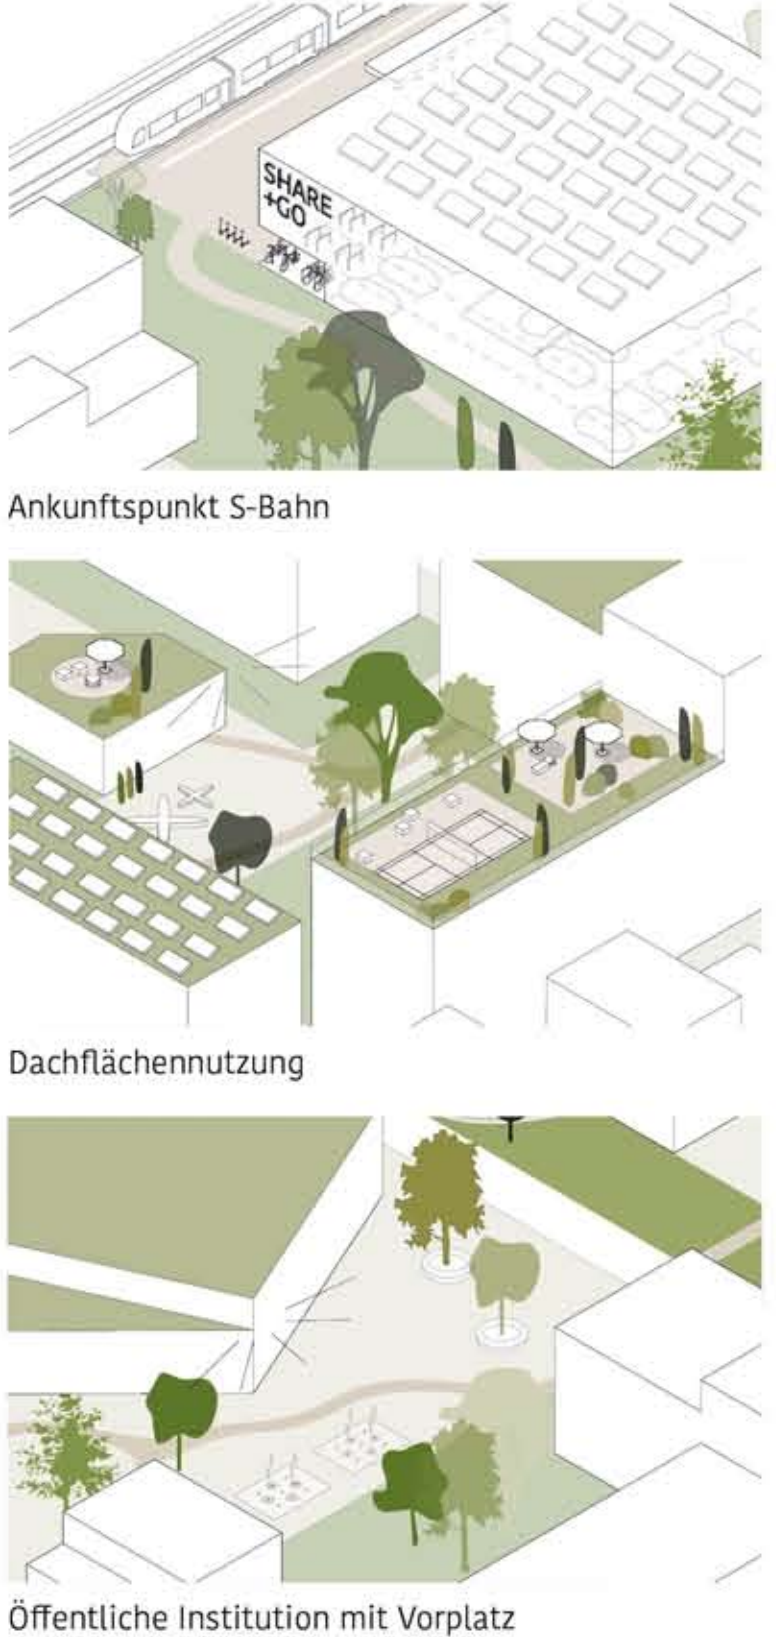 SHARE
+GO
Ankunftspunkt S-Bahn
Dachflächennutzung
Öffentliche Institution mit Vorplatz